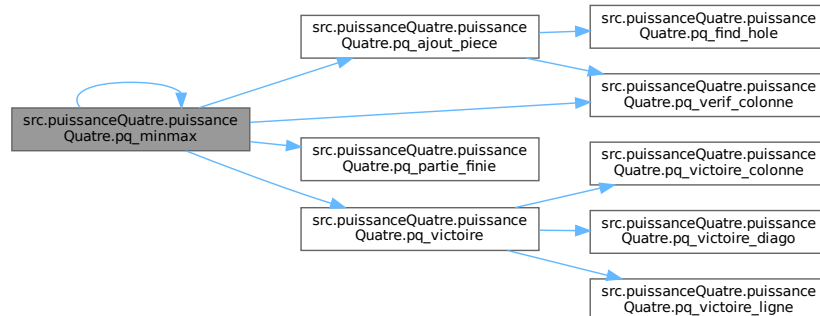 src.puissanceQuatre.puissance
Quatre.pq_minmax
src.puissanceQuatre.puissance
Quatre.pq_ajout_piece
src.puissanceQuatre.puissance
Quatre.pq_find_hole
src.puissanceQuatre.puissance
Quatre.pq_verif_colonne
src.puissanceQuatre.puissance
Quatre.pq_partie_finie
src.puissanceQuatre.puissance
Quatre.pq_victoire
src.puissanceQuatre.puissance
Quatre.pq_victoire_colonne
src.puissanceQuatre.puissance
Quatre.pq_victoire_diago
src.puissanceQuatre.puissance
Quatre.pq_victoire_ligne